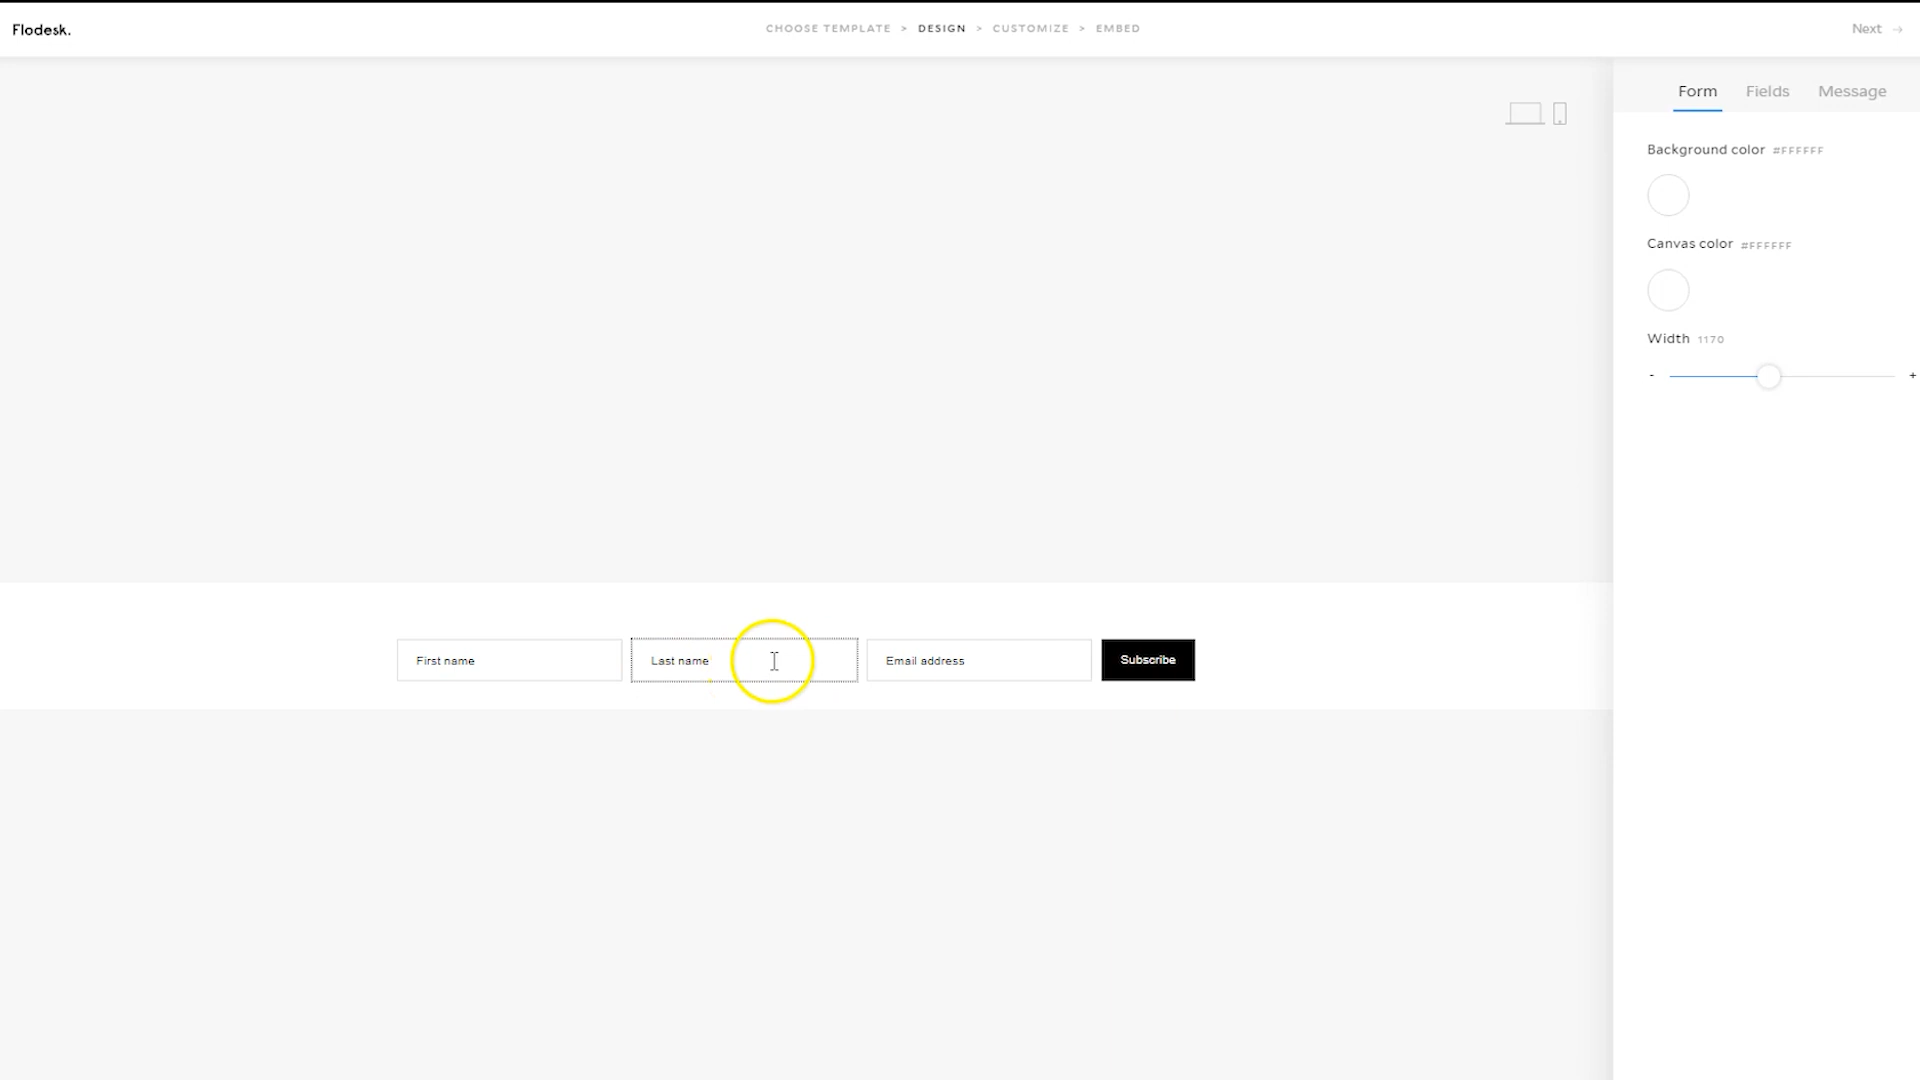 Flodesk.
CHOOSE TEMPLATE > DESIGN > CUSTOMIZE > EMBED
Next →
Form Fields Message
Background color #FFFFFF
Canvas color #FFFFFF
Width 1170
- +
First name Last name Email address Subscribe